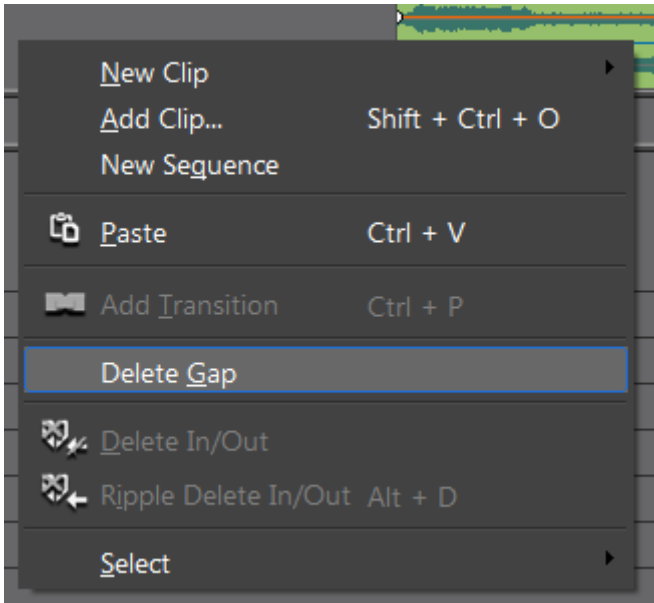 New Clip
Add Clip... Shift + Ctrl + O
New Sequence
Paste Ctrl + V
Add Transition Ctrl + P
Delete Gap
Delete In/Out
Ripple Delete In/Out Alt + D
Select